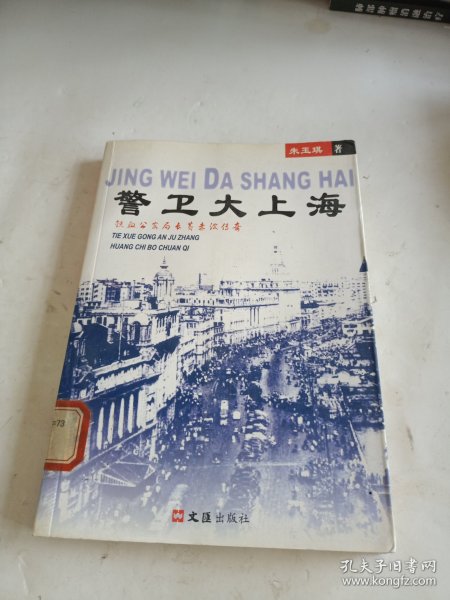 朱玉琪 著
JING WEI DA SHANG HAI
警卫大上海
铁血公安局长黄赤波传奇
TIE XUE GONG AN JU ZHANG
HUANG CHI BO CHUAN QI
=73
文匯出版社
孔夫子旧书网
www.kongfz.com